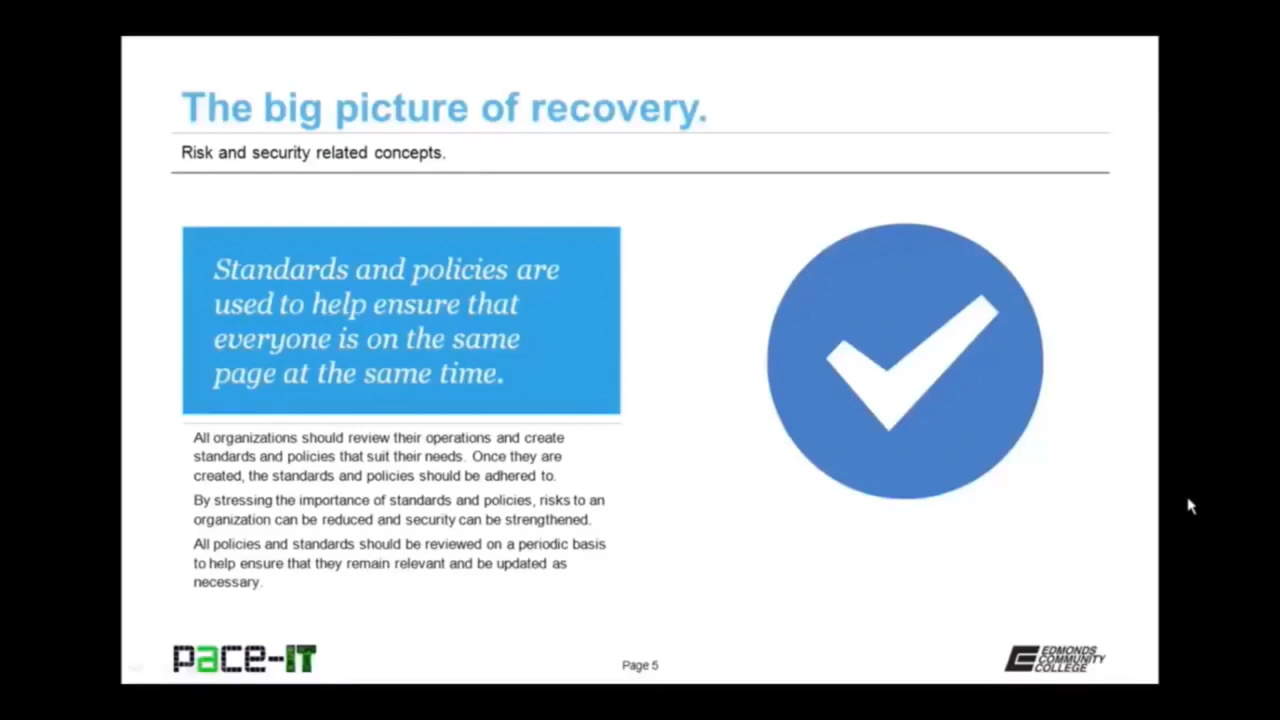 The big picture of recovery.
Risk and security related concepts.
Standards and policies are
used to help ensure that
everyone is on the same
page at the same time.
All organizations should review their operations and create
standards and policies that suit their needs. Once they are
created, the standards and policies should be adhered to.
By stressing the importance of standards and policies, risks to an
organization can be reduced and security can be strengthened.
All policies and standards should be reviewed on a periodic basis
to help ensure that they remain relevant and be updated as
necessary.
pace-IT
Page 5
EDMONDS
COMMUNITY
COLLEGE